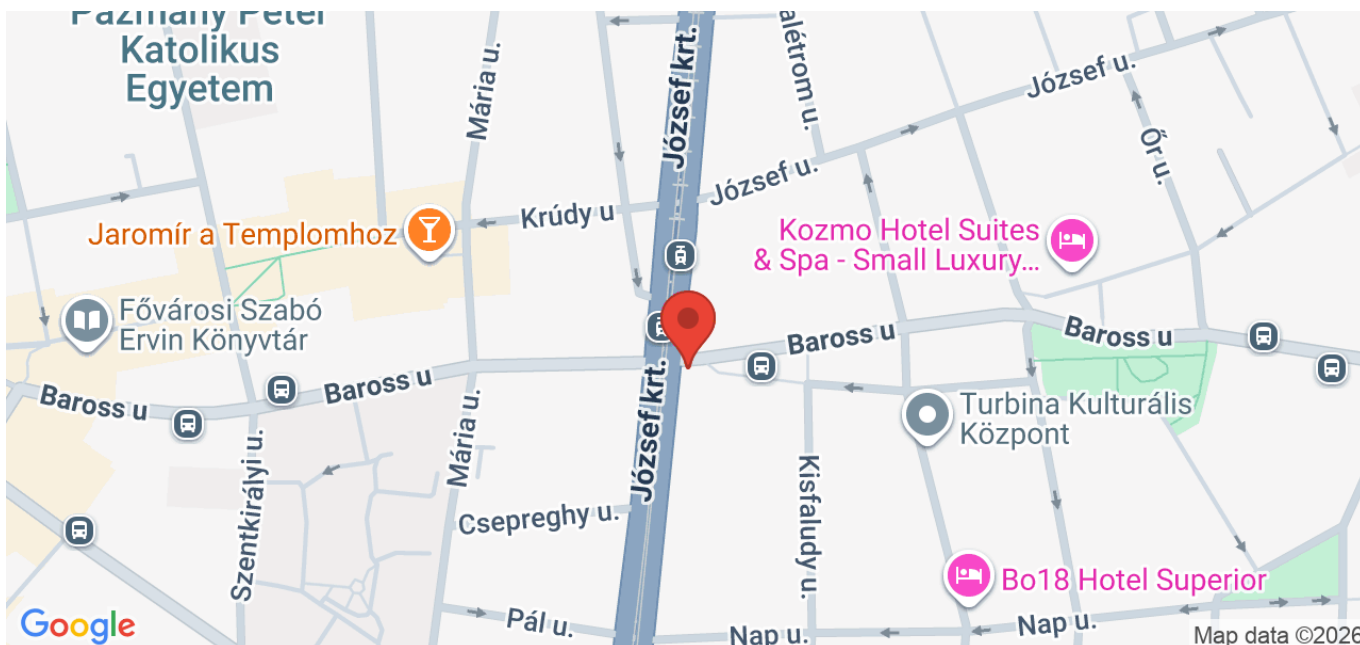 Pázmány Péter
Katolikus
Egyetem
Mária u.
József krt.
József u.
Őr u.
József u.
Krúdy u
Jaromír a Templomhoz
Kozmo Hotel Suites
& Spa - Small Luxury...
Fővárosi Szabó
Ervin Könyvtár
Baross u
Baross u
Baross u
Baross u
Turbina Kulturális
Központ
Mária u.
József krt.
Szentkirályi u.
Kisfaludy u.
Csepreghy u.
Bo18 Hotel Superior
Pál u.
Nap u.
Nap u.
Google
Map data ©2026